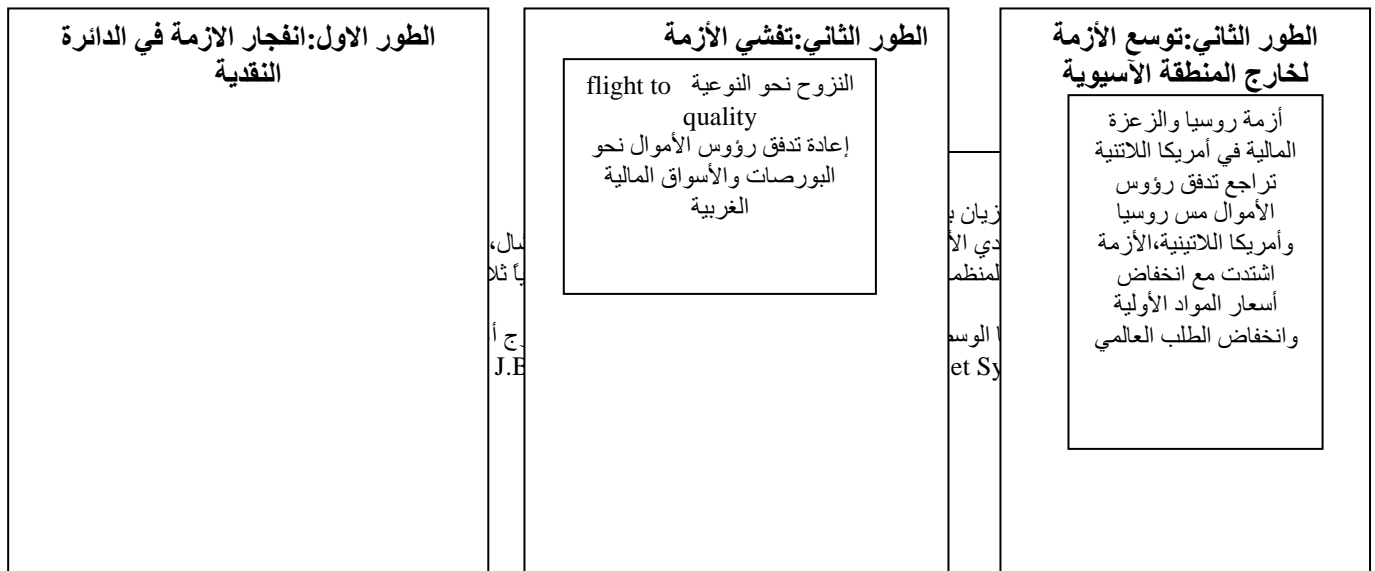 الطور الاول:انفجار الازمة في الدائرة
النقدية
الطور الثاني:تفشي الأزمة
النزوح نحو النوعية flight to
quality
إعادة تدفق رؤوس الأموال نحو
البورصات والأسواق المالية
الغربية
الطور الثاني:توسع الأزمة
لخارج المنطقة الآسيوية
أزمة روسيا والزعزة
المالية في أمريكا اللاتنية
تراجع تدفق رؤوس
الأموال مس روسيا
وأمريكا اللاتينية،الأزمة
اشتدت مع انخفاض
أسعار المواد الأولية
وانخفاض الطلب العالمي